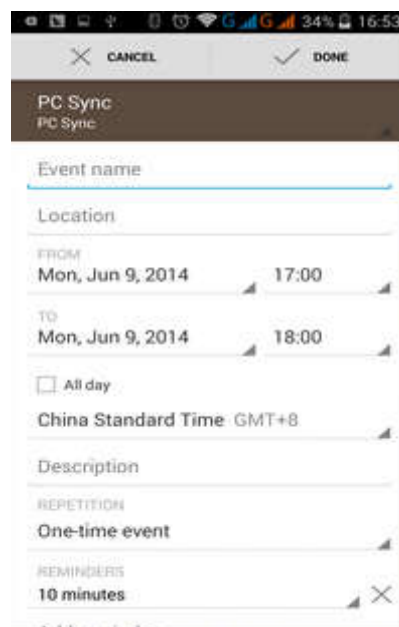 G G 34% 16:53
CANCEL DONE
PC Sync
PC Sync
Event name
Location
FROM
Mon, Jun 9, 2014 17:00
TO
Mon, Jun 9, 2014 18:00
All day
China Standard Time GMT+8
Description
REPETITION
One-time event
REMINDERS
10 minutes